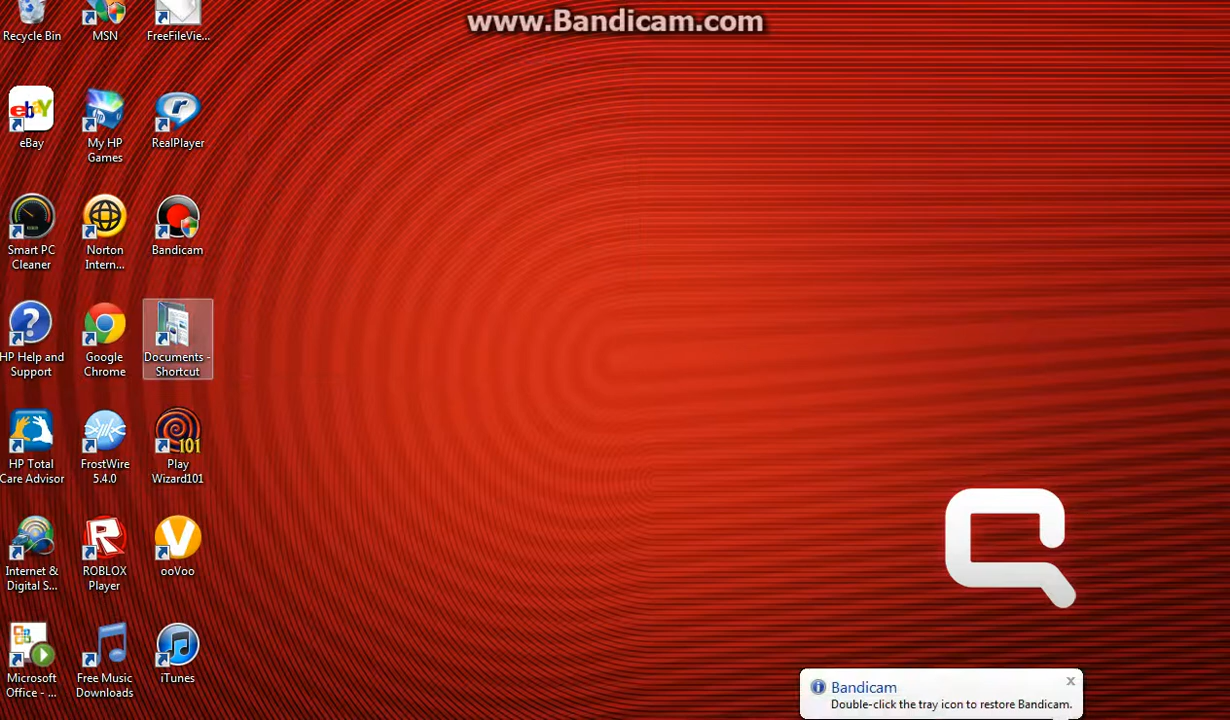 www.Bandicam.com
Recycle Bin
MSN
FreeFileVie...
eBay
My HP
Games
RealPlayer
Smart PC
Cleaner
Norton
Intern...
Bandicam
HP Help and
Support
Google
Chrome
Documents -
Shortcut
HP Total
Care Advisor
FrostWire
5.4.0
101
Play
Wizard101
Internet &
Digital S...
ROBLOX
Player
ooVoo
Microsoft
Office - ...
Free Music
Downloads
iTunes
Bandicam
Double-click the tray icon to restore Bandicam.